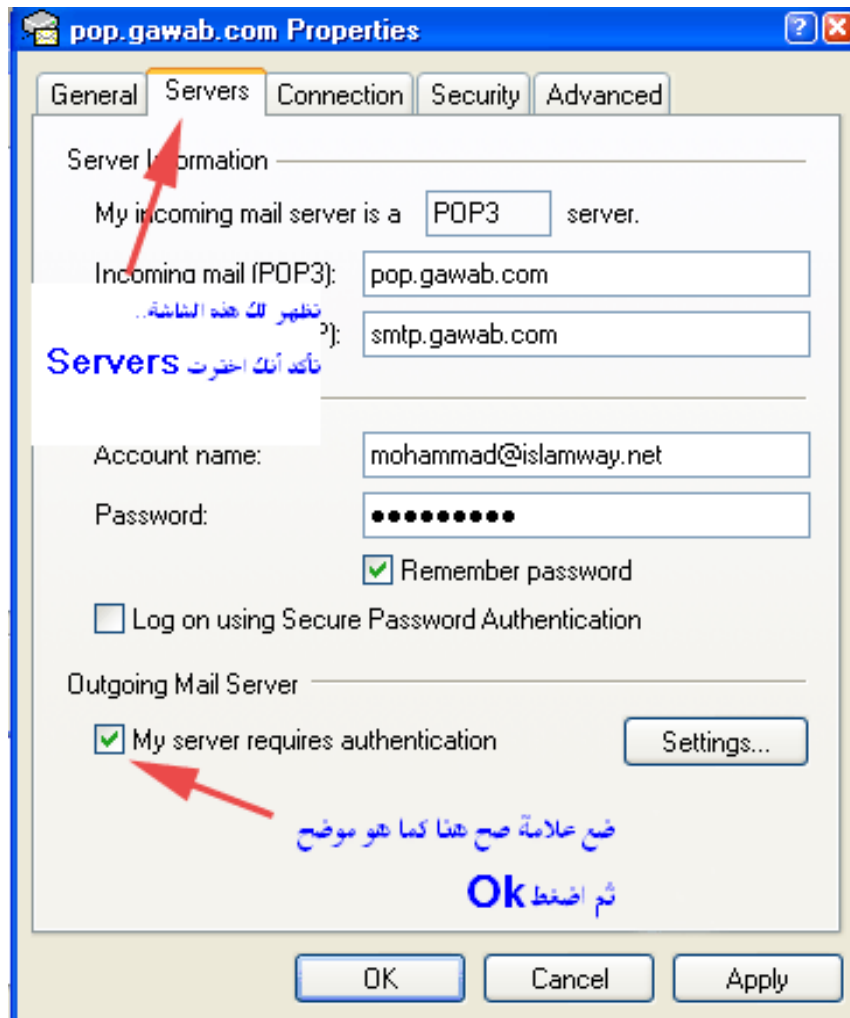 pop.gawab.com Properties
General Servers Connection Security Advanced
Server Information
My incoming mail server is a POP3 server.
Incoming mail (POP3): pop.gawab.com
تظهر لك هذه الشاشة..
P): smtp.gawab.com
تأكد أنك اخترت Servers
Account name: mohammad@islamway.net
Password: ●●●●●●●●●
Remember password
Log on using Secure Password Authentication
Outgoing Mail Server
My server requires authentication Settings...
ضع علامة صح هنا كما هو موضح
ثم اضغط Ok
OK Cancel Apply